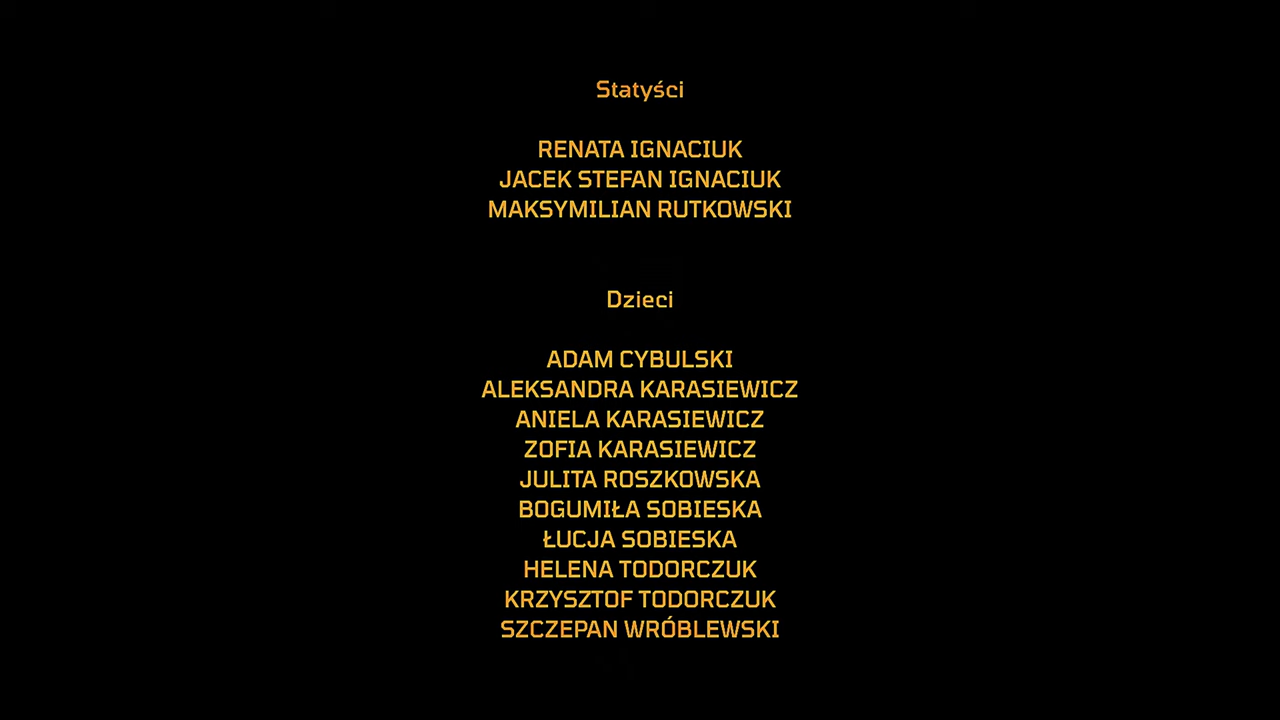 Statyści
RENATA IGNACIUK
JACEK STEFAN IGNACIUK
MAKSYMILIAN RUTKOWSKI
Dzieci
ADAM CYBULSKI
ALEKSANDRA KARASIEWICZ
ANIELA KARASIEWICZ
ZOFIA KARASIEWICZ
JULITA ROSZKOWSKA
BOGUMIŁA SOBIESKA
ŁUCJA SOBIESKA
HELENA TODORCZUK
KRZYSZTOF TODORCZUK
SZCZEPAN WRÓBLEWSKI